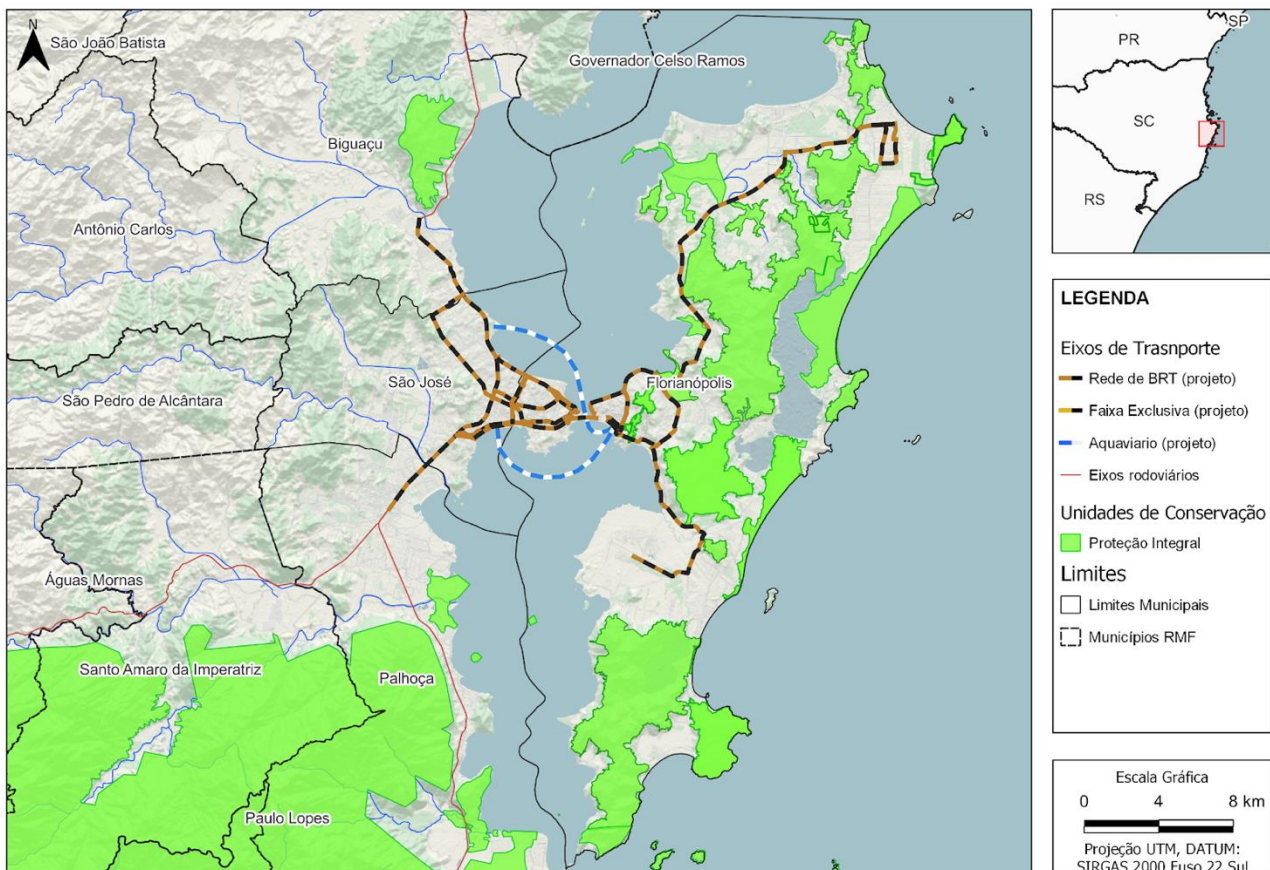 N
São João Batista
Governador Celso Ramos
Biguaçu
Antônio Carlos
São José
Florianópolis
São Pedro de Alcântara
Águas Mornas
Santo Amaro da Imperatriz
Palhoça
Paulo Lopes
SP
PR
SC
RS
LEGENDA
Eixos de Trasnporte
Rede de BRT (projeto)
Faixa Exclusiva (projeto)
Aquaviario (projeto)
Eixos rodoviários
Unidades de Conservação
Proteção Integral
Limites
Limites Municipais
Municípios RMF
Escala Gráfica
0 4 8 km
Projeção UTM, DATUM:
SIRGAS 2000 Fuso 22 Sul